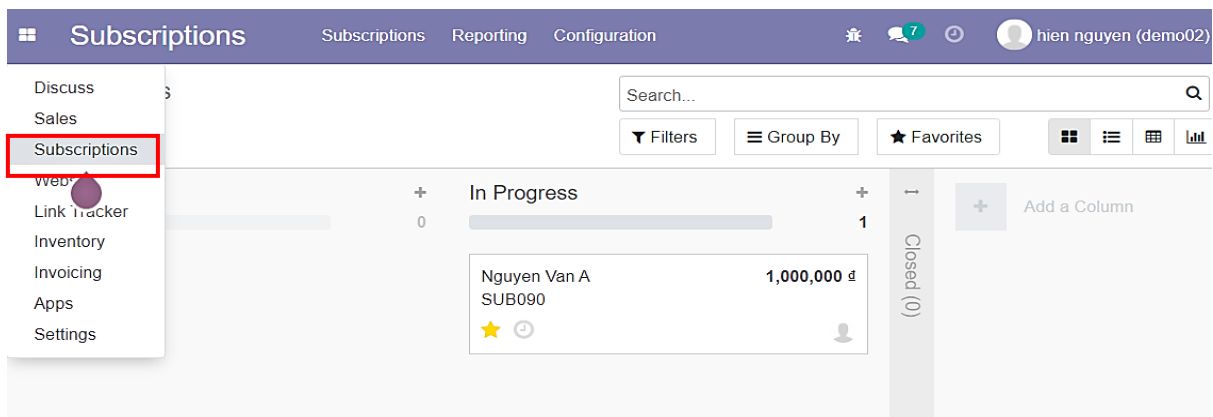 Subscriptions Subscriptions Reporting Configuration 7 hien nguyen (demo02)
Discuss
Sales
Subscriptions
Link Tracker
Inventory
Invoicing
Apps
Settings
Search...
Filters Group By Favorites
0
In Progress
1
Nguyen Van A 1,000,000 ₫
SUB090
Closed (0)
Add a Column